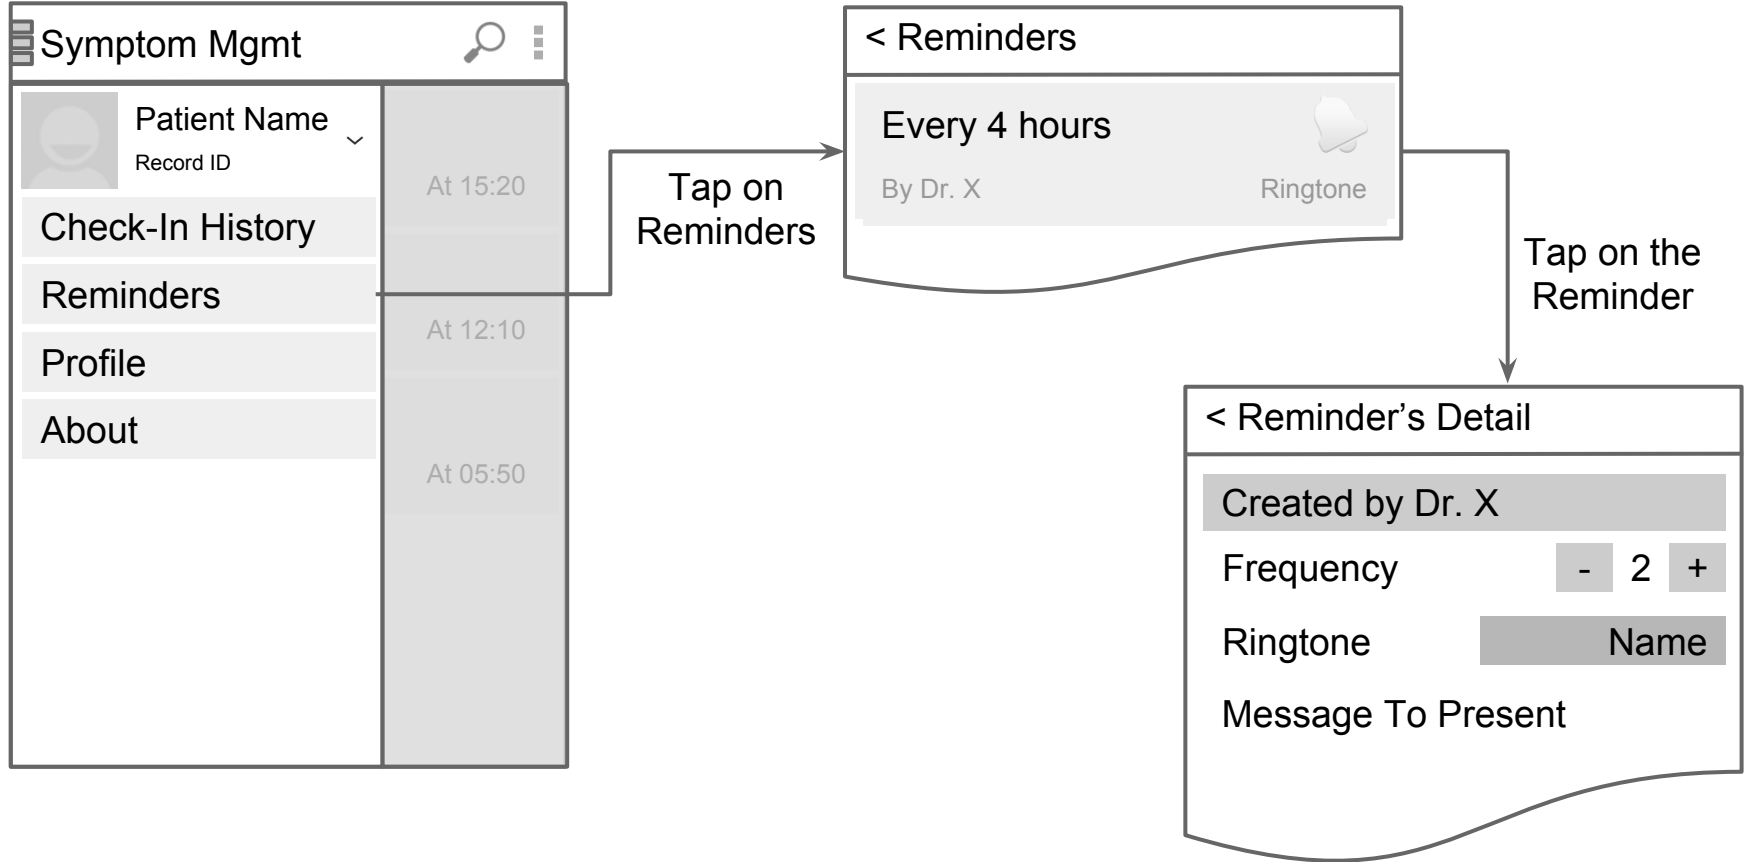 Symptom Mgmt
Patient Name
Record ID
Check-In History
Reminders
Profile
About
At 15:20
At 12:10
At 05:50
Tap on
Reminders
< Reminders
Every 4 hours
By Dr. X
Ringtone
Tap on the
Reminder
< Reminder’s Detail
Created by Dr. X
Frequency - 2 +
Ringtone Name
Message To Present